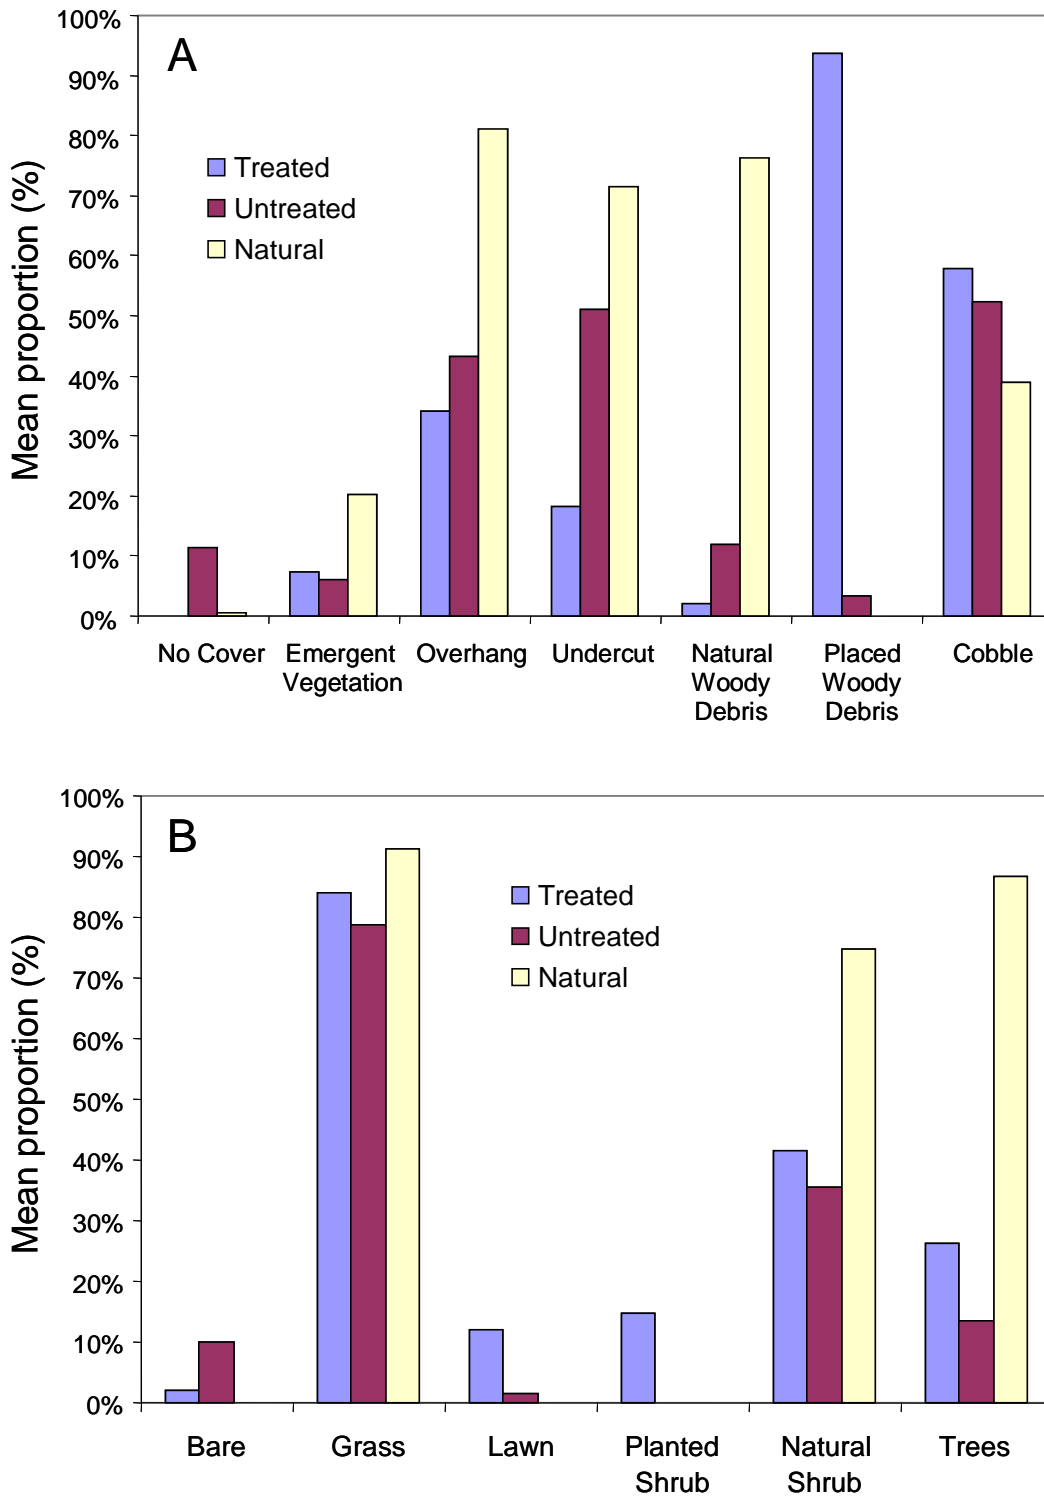 A
Mean proportion (%)
100%
90%
80%
70%
60%
50%
40%
30%
20%
10%
0%
Treated
Untreated
Natural
No Cover
Emergent
Vegetation
Overhang
Undercut
Natural
Woody
Debris
Placed
Woody
Debris
Cobble
B
Mean proportion (%)
100%
90%
80%
70%
60%
50%
40%
30%
20%
10%
0%
Treated
Untreated
Natural
Bare
Grass
Lawn
Planted
Shrub
Natural
Shrub
Trees